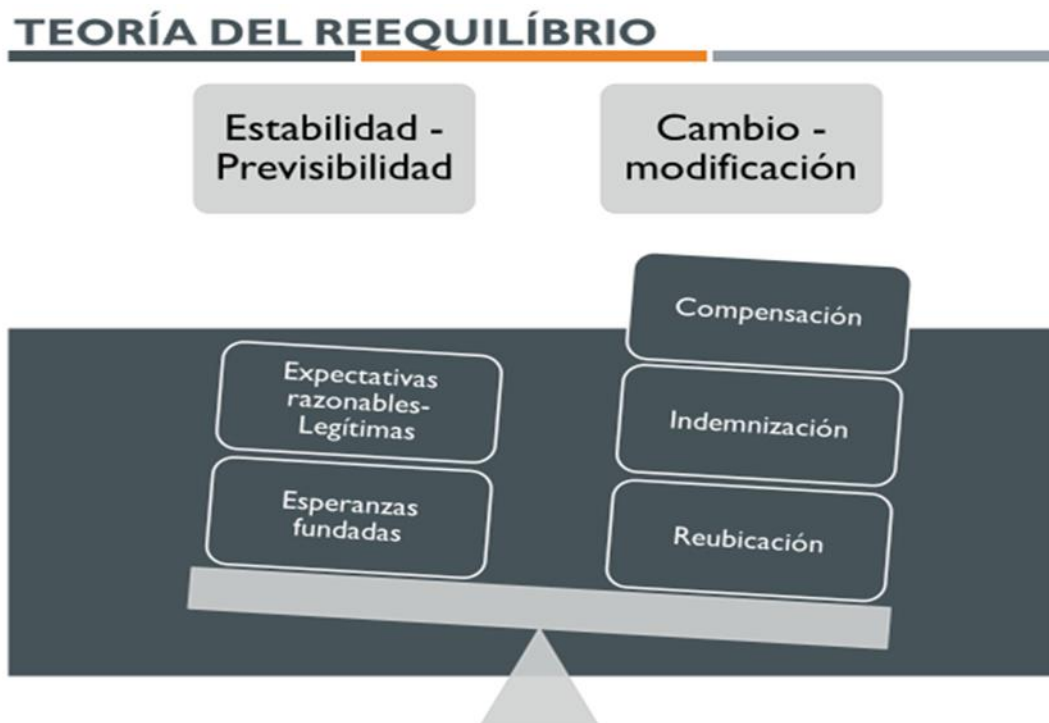 TEORÍA DEL REEQUILÍBRIO
Estabilidad -
Previsibilidad
Cambio -
modificación
Expectativas
razonables-
Legítimas
Esperanzas
fundadas
Compensación
Indemnización
Reubicación